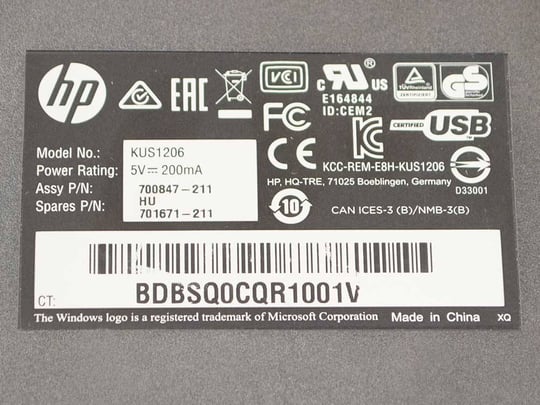 hp
EAC
VCI
c RU US
E164844
ID:CEM2
TÜVRheinland
ZERTIFIZIERT
GS
FC
CE
CERTIFIED USB
KCC-REM-E8H-KUS1206
HP, HQ-TRE, 71025 Boeblingen, Germany
D33001
Model No.: KUS1206
Power Rating: 5V⎓200mA
Assy P/N: 700847-211
HU
Spares P/N: 701671-211
10
CAN ICES-3 (B)/NMB-3(B)
CT: BDBSQ0CQR1001V
The Windows logo is a registered trademark of Microsoft Corporation Made in China XQ